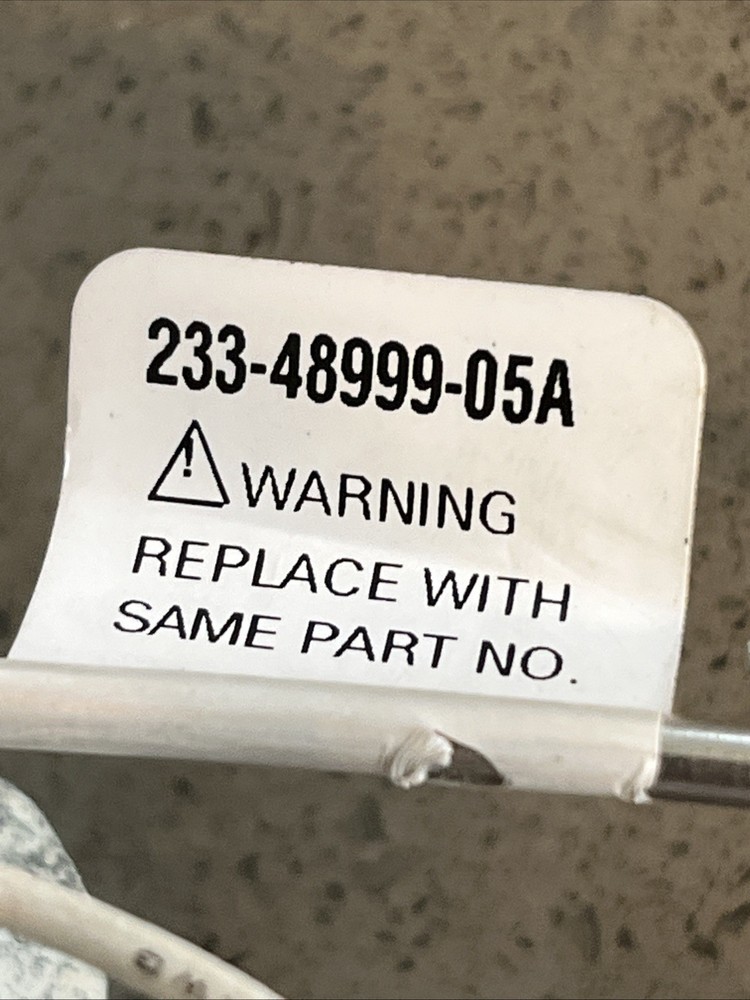 233-48999-05A
WARNING
REPLACE WITH
SAME PART NO.